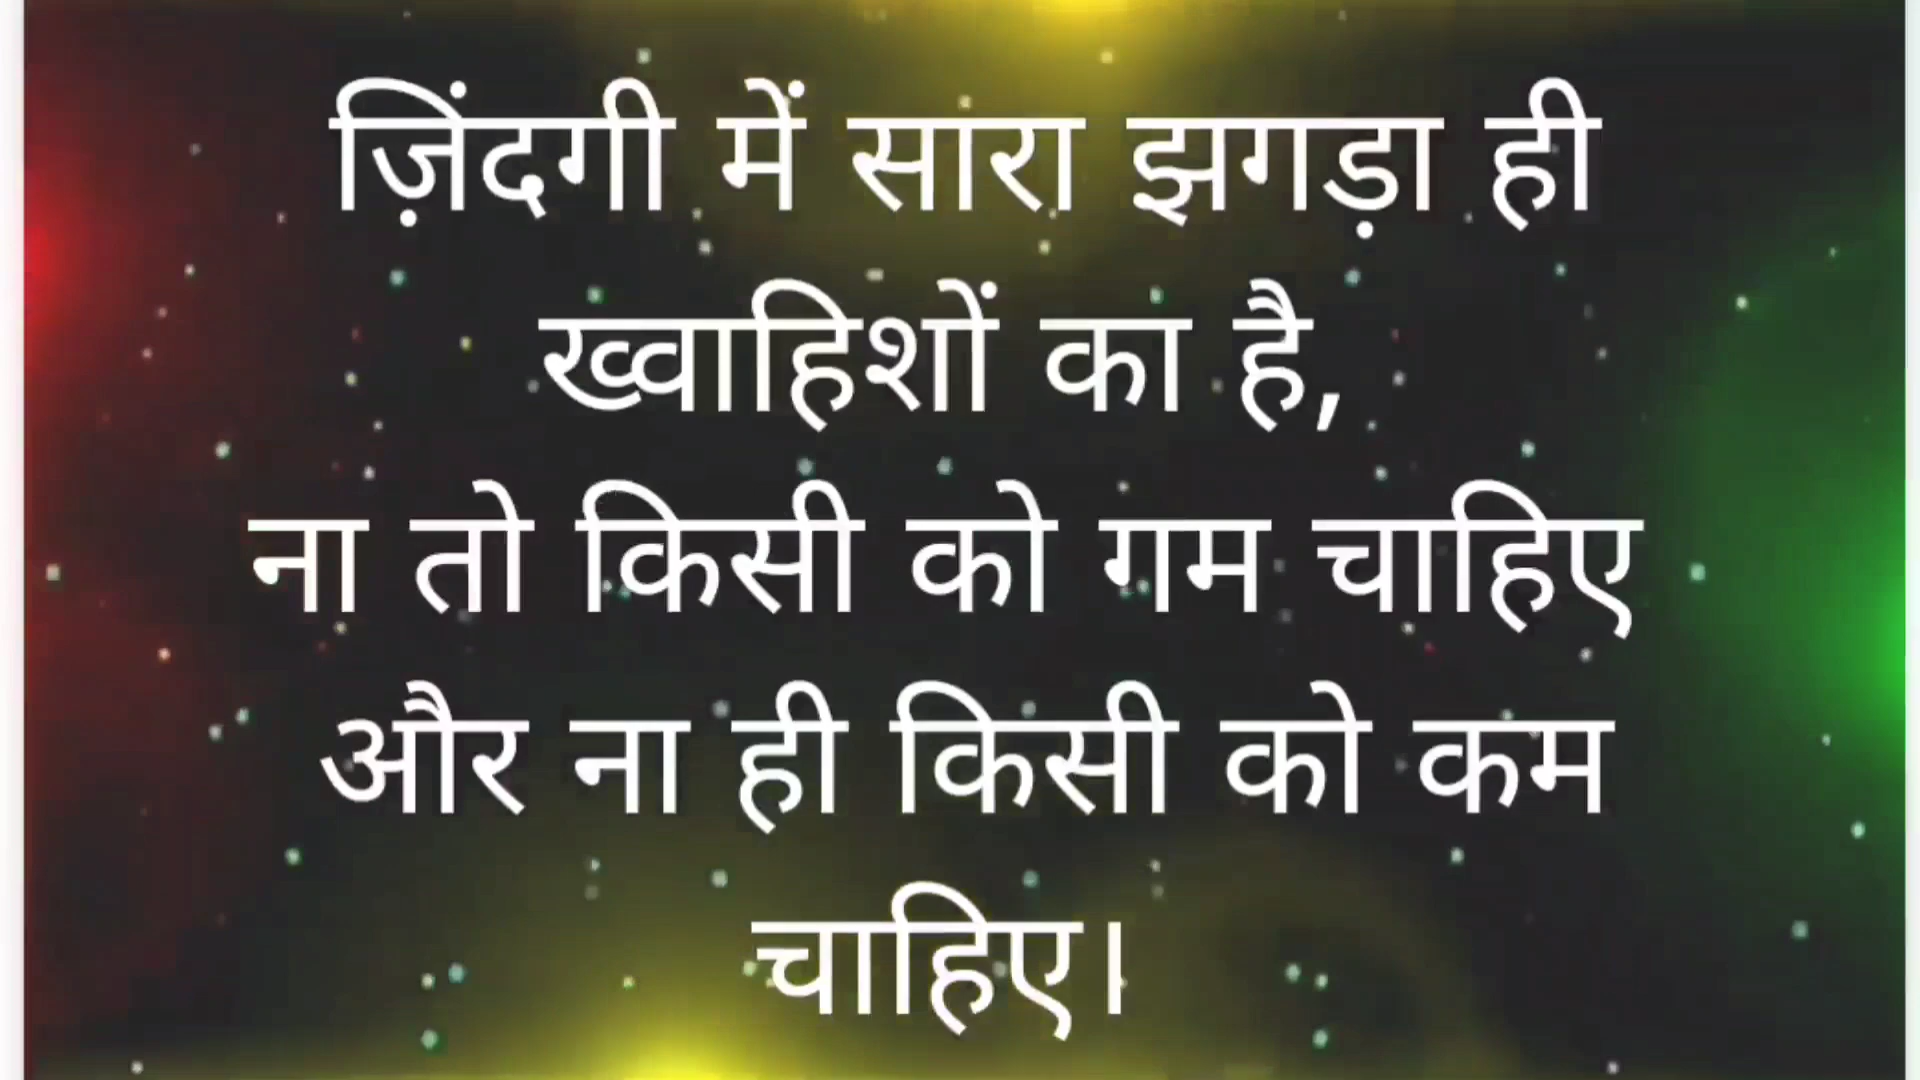 ज़िंदगी में सारा झगड़ा ही
ख्वाहिशों का है,
ना तो किसी को गम चाहिए
और ना ही किसी को कम
चाहिए।